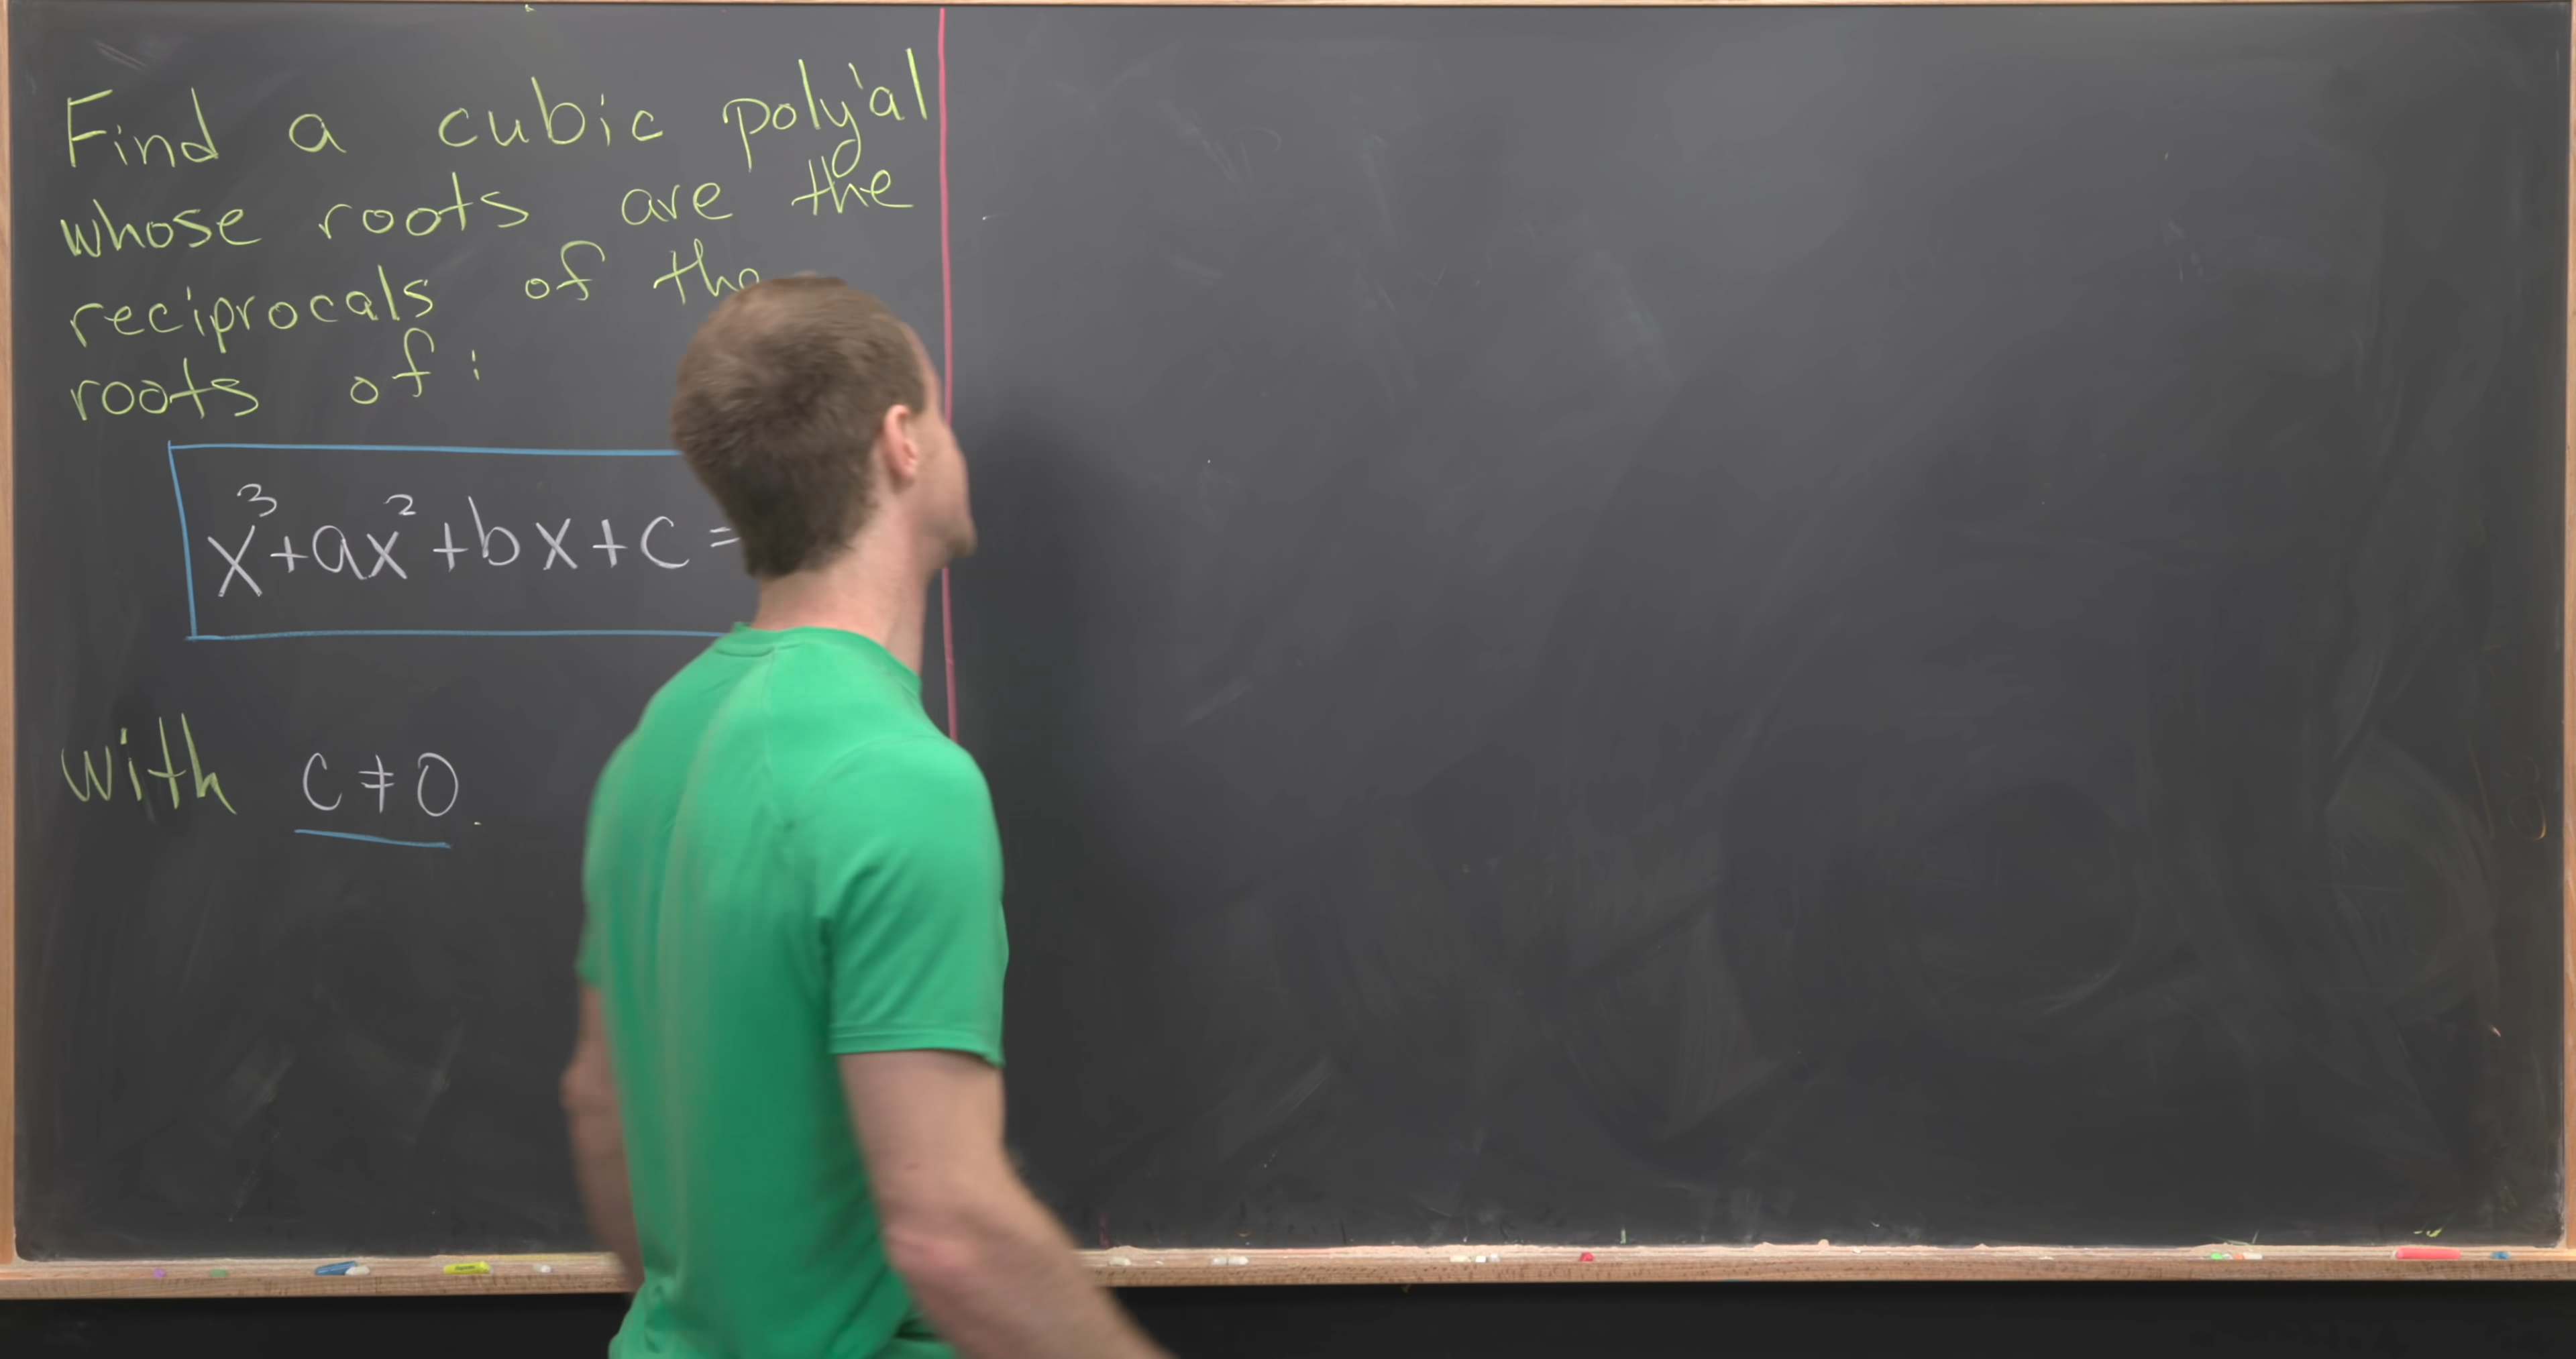 Find a cubic poly'al
whose roots are the
reciprocals of the
roots of:
x³+ax²+bx+c=
with c≠0.